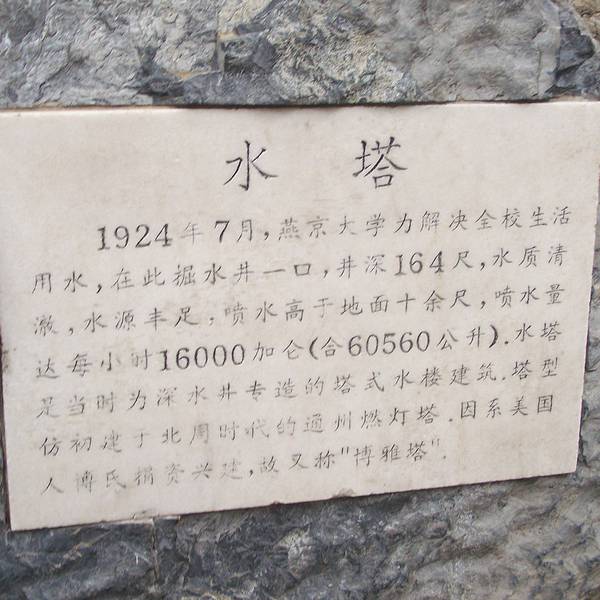 水 塔
1924年7月,燕京大学为解决全校生活
用水,在此掘水井一口,井深164尺,水质清
澈,水源丰足,喷水高于地面十余尺,喷水量
达每小时16000加仑(合60560公升).水塔
是当时为深水井专造的塔式水楼建筑.塔型
仿初建于北周时代的通州燃灯塔.因系美国
人博氏捐资兴建,故又称"博雅塔".